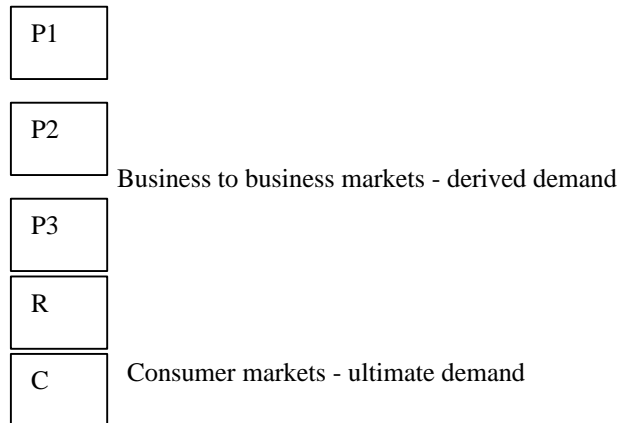 P1
P2
Business to business markets - derived demand
P3
R
C
Consumer markets - ultimate demand